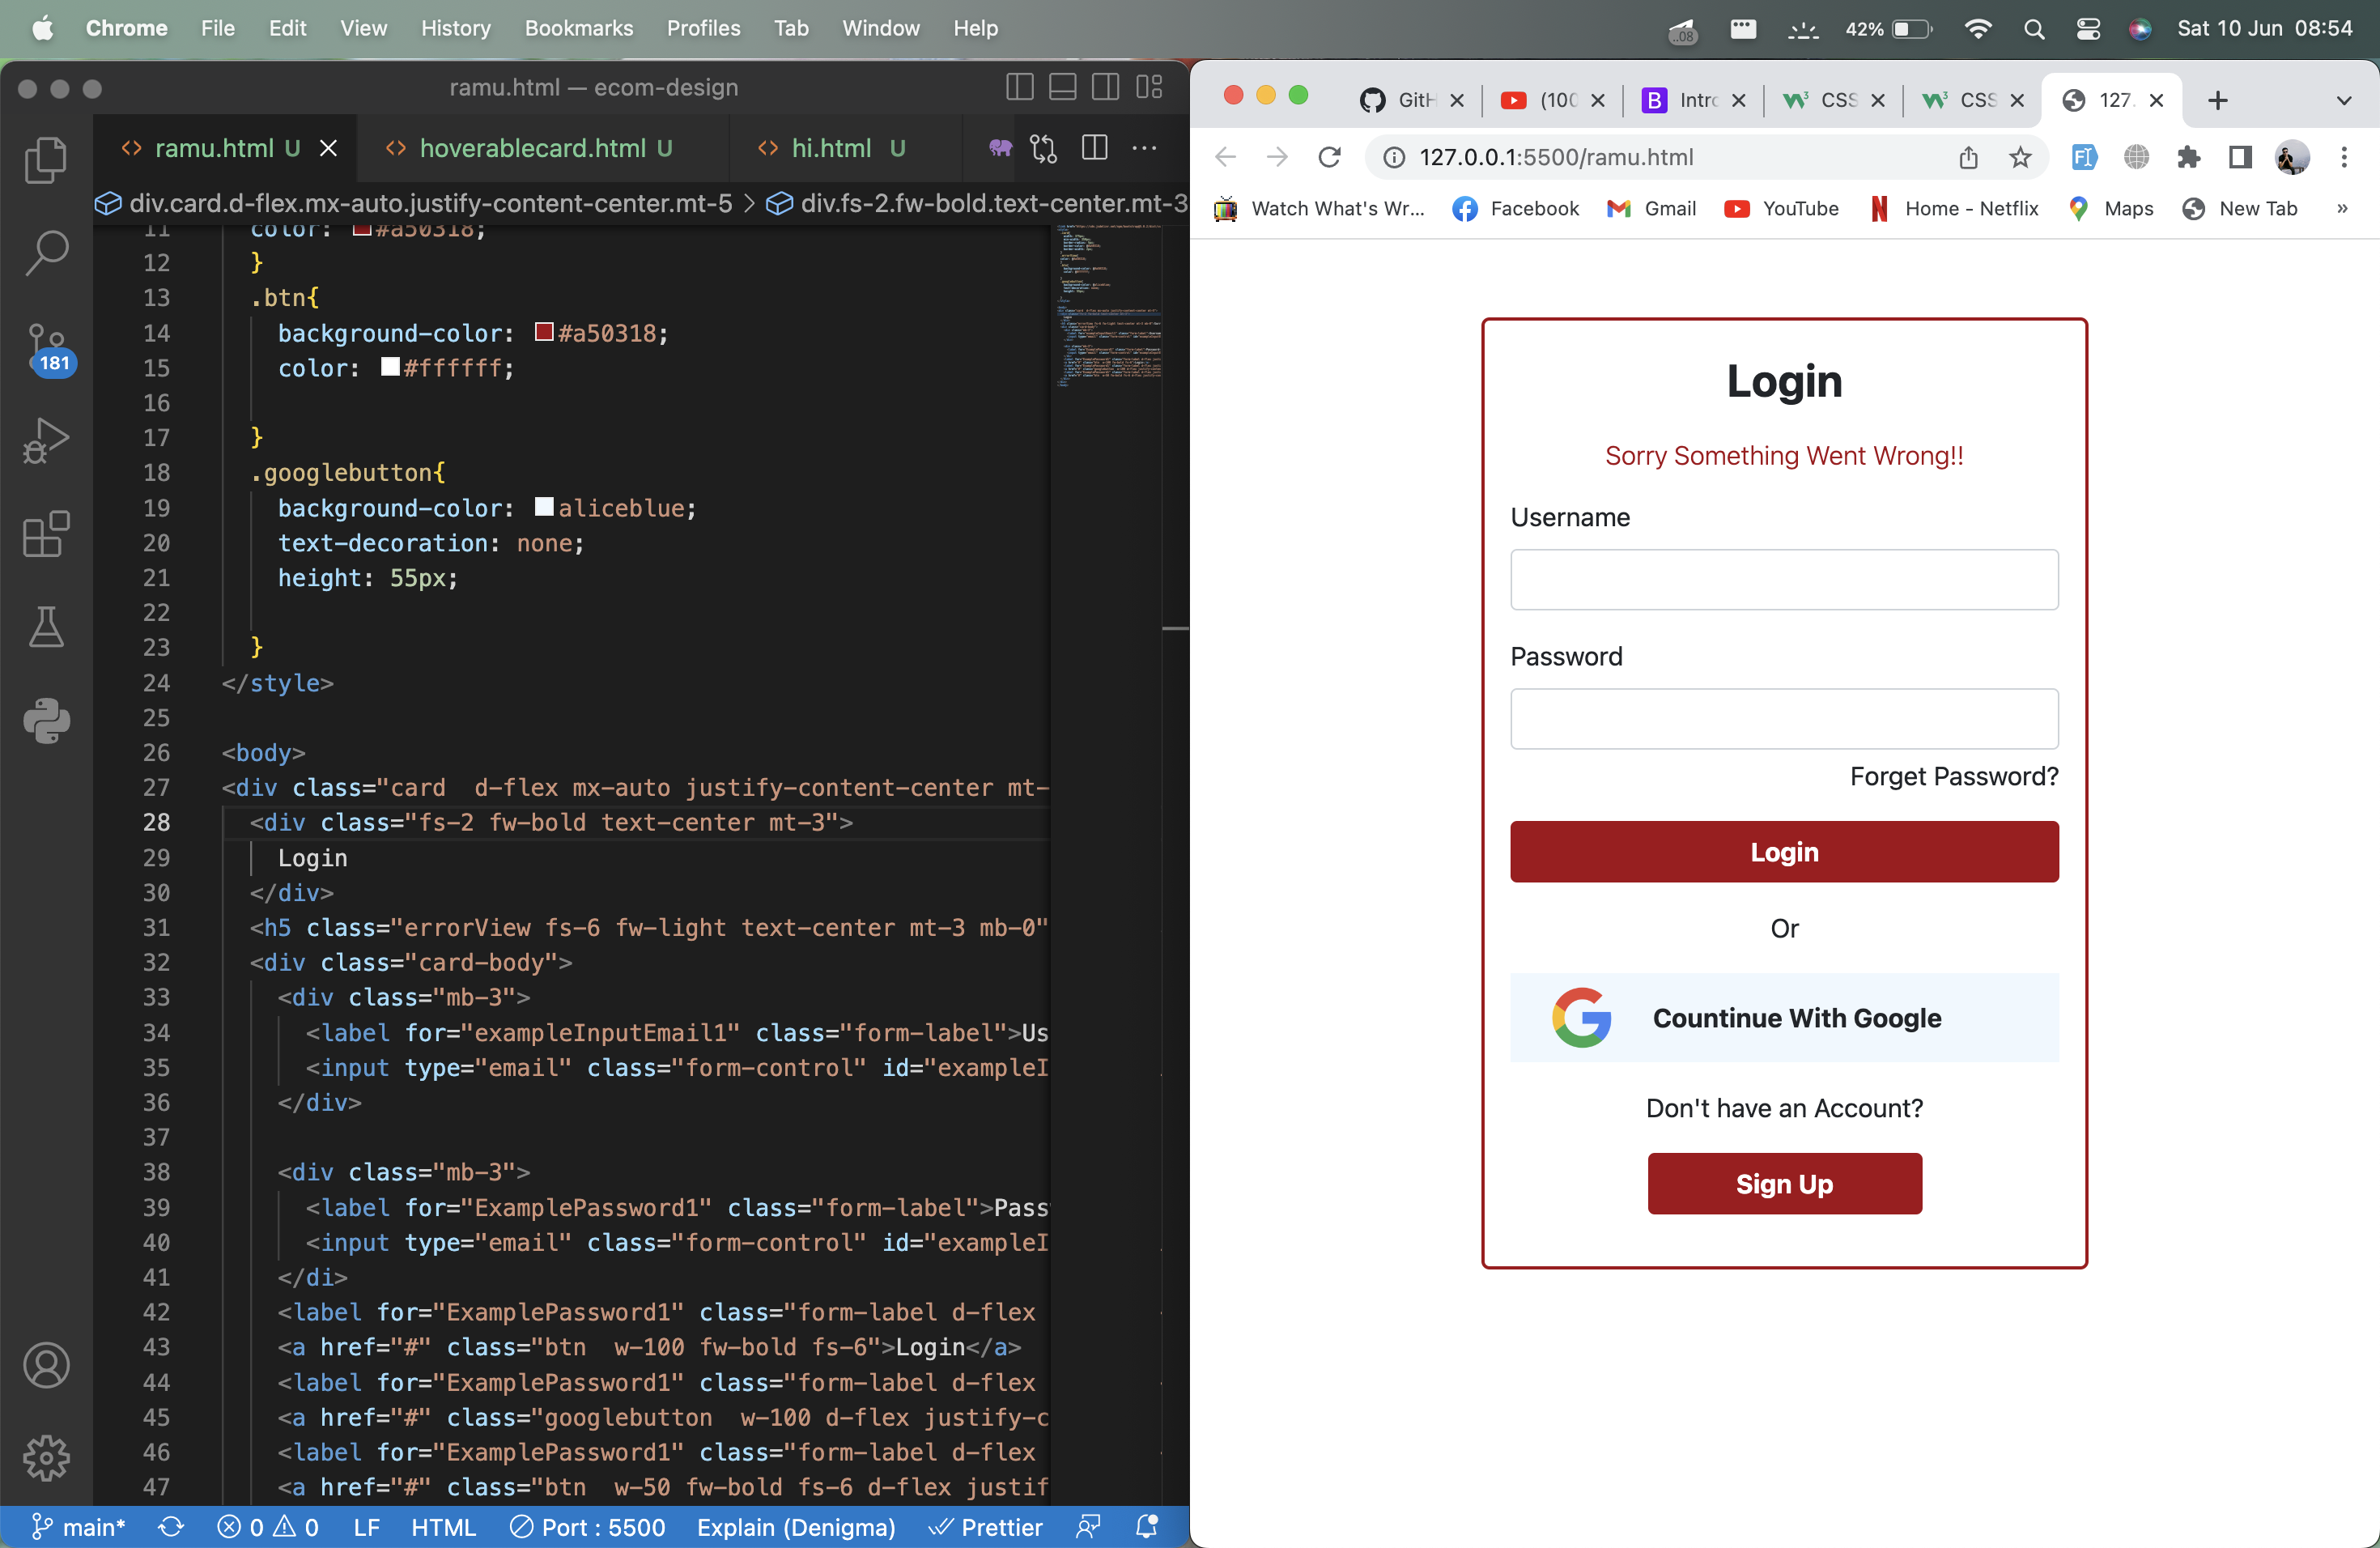 Chrome File Edit View History Bookmarks Profiles Tab Window Help ..08 42% Sat 10 Jun 08:54
ramu.html — ecom-design
ramu.html U hoverablecard.html U hi.html U
div.card.d-flex.mx-auto.justify-content-center.mt-5 > div.fs-2.fw-bold.text-center.mt-3
181
11 color: #a50318;
12 }
13 .btn{
14 background-color: #a50318;
15 color: #ffffff;
16
17 }
18 .googlebutton{
19 background-color: aliceblue;
20 text-decoration: none;
21 height: 55px;
22
23 }
24 </style>
25
26 <body>
27 <div class="card  d-flex mx-auto justify-content-center mt-
28 <div class="fs-2 fw-bold text-center mt-3">
29 Login
30 </div>
31 <h5 class="errorView fs-6 fw-light text-center mt-3 mb-0"
32 <div class="card-body">
33 <div class="mb-3">
34 <label for="exampleInputEmail1" class="form-label">Us
35 <input type="email" class="form-control" id="exampleI
36 </div>
37
38 <div class="mb-3">
39 <label for="ExamplePassword1" class="form-label">Pass
40 <input type="email" class="form-control" id="exampleI
41 </di>
42 <label for="ExamplePassword1" class="form-label d-flex
43 <a href="#" class="btn  w-100 fw-bold fs-6">Login</a>
44 <label for="ExamplePassword1" class="form-label d-flex
45 <a href="#" class="googlebutton  w-100 d-flex justify-c
46 <label for="ExamplePassword1" class="form-label d-flex
47 <a href="#" class="btn  w-50 fw-bold fs-6 d-flex justif
main* 0 0 LF HTML Port : 5500 Explain (Denigma) Prettier
GitH (100 Intro CSS CSS 127.
127.0.0.1:5500/ramu.html
Watch What's Wr... Facebook Gmail YouTube Home - Netflix Maps New Tab »
Login
Sorry Something Went Wrong!!
Username
Password
Forget Password?
Login
Or
Countinue With Google
Don't have an Account?
Sign Up